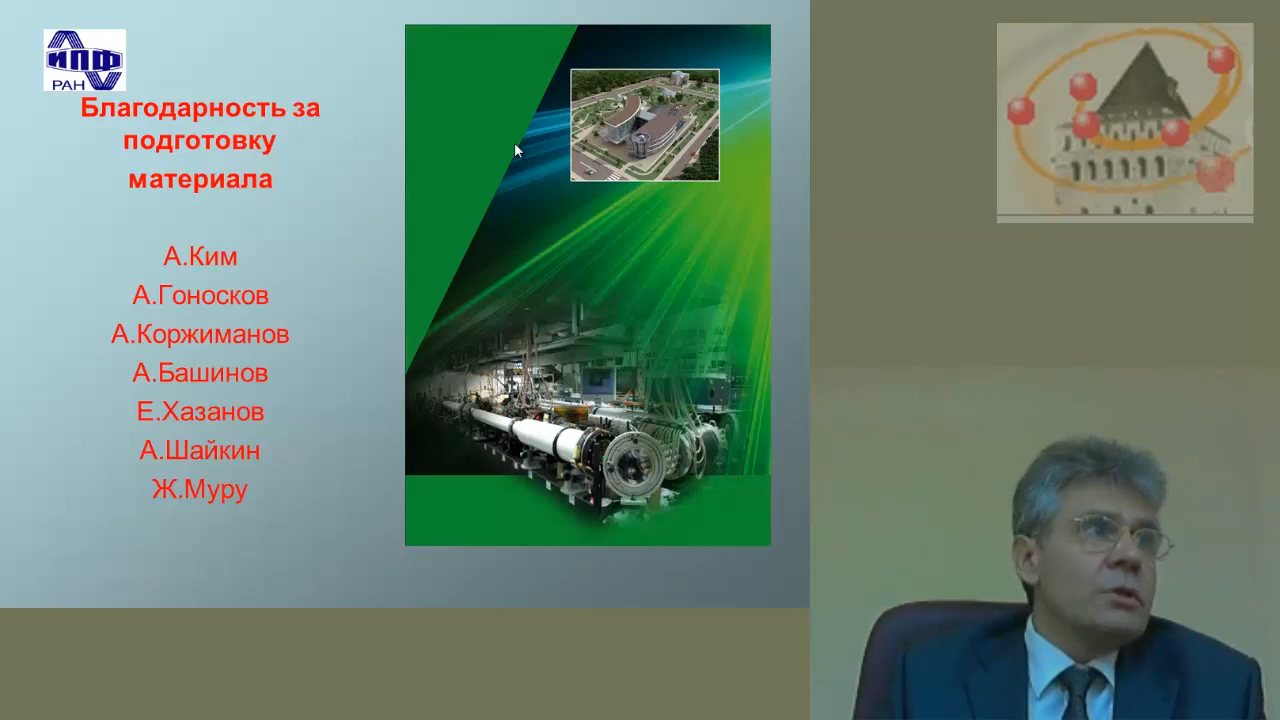 ИПФ
РАН
Благодарность за
подготовку
материала
А.Ким
А.Гоносков
А.Коржиманов
А.Башинов
Е.Хазанов
А.Шайкин
Ж.Муру